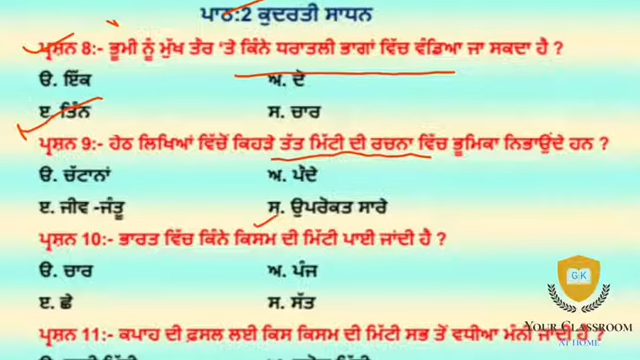 ਪਾਠ:2 ਕੁਦਰਤੀ ਸਾਧਨ
ਪ੍ਰਸ਼ਨ 8:- ਭੂਮੀ ਨੂੰ ਮੁੱਖ ਤੌਰ 'ਤੇ ਕਿੰਨੇ ਧਰਾਤਲੀ ਭਾਗਾਂ ਵਿੱਚ ਵੰਡਿਆ ਜਾ ਸਕਦਾ ਹੈ ?
ੳ. ਇੱਕ ਅ. ਦੋ
ੲ. ਤਿੰਨ ਸ. ਚਾਰ
ਪ੍ਰਸ਼ਨ 9:- ਹੇਠ ਲਿਖਿਆਂ ਵਿੱਚੋਂ ਕਿਹੜੇ ਤੱਤ ਮਿੱਟੀ ਦੀ ਰਚਨਾ ਵਿੱਚ ਭੂਮਿਕਾ ਨਿਭਾਉਂਦੇ ਹਨ ?
ੳ. ਚੱਟਾਨਾਂ ਅ. ਪੌਦੇ
ੲ. ਜੀਵ -ਜੰਤੂ ਸ. ਉਪਰੋਕਤ ਸਾਰੇ
ਪ੍ਰਸ਼ਨ 10:- ਭਾਰਤ ਵਿੱਚ ਕਿੰਨੇ ਕਿਸਮ ਦੀ ਮਿੱਟੀ ਪਾਈ ਜਾਂਦੀ ਹੈ ?
ੳ. ਚਾਰ ਅ. ਪੰਜ
ੲ. ਛੇ ਸ. ਸੱਤ
ਪ੍ਰਸ਼ਨ 11:- ਕਪਾਹ ਦੀ ਫ਼ਸਲ ਲਈ ਕਿਸ ਕਿਸਮ ਦੀ ਮਿੱਟੀ ਸਭ ਤੋਂ ਵਧੀਆ ਮੰਨੀ ਜਾਂਦੀ ਹੈ ?
GK
YOUR CLASSROOM
AT HOME